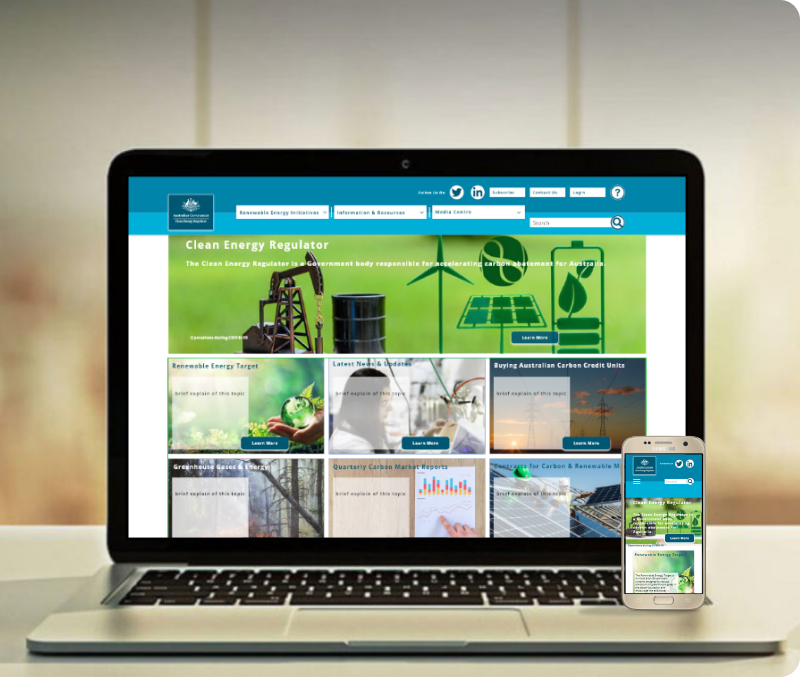 Follow Us On
Subscribe
Contact Us
Login
?
Australian Government
Clean Energy Regulator
Renewable Energy Initiatives
Information & Resources
Media Centre
Search
Clean Energy Regulator
The Clean Energy Regulator is a Government body responsible for accelerating carbon abatement for Australia.
Operations during COVID-19
Learn More
Renewable Energy Target
Latest News & Updates
Buying Australian Carbon Credit Units
brief explain of this topic
brief explain of this topic
brief explain of this topic
Learn More
Learn More
Learn More
Greenhouse Gases & Energy
Quarterly Carbon Market Reports
Contracts for Carbon & Renewable M
brief explain of this topic
brief explain of this topic
brief explain of this topic
Clean Energy Regulator
The Clean Energy Regulator is
a Government body
responsible for accelerating
carbon abatement for
Australia.
Learn More
Renewable Energy Target